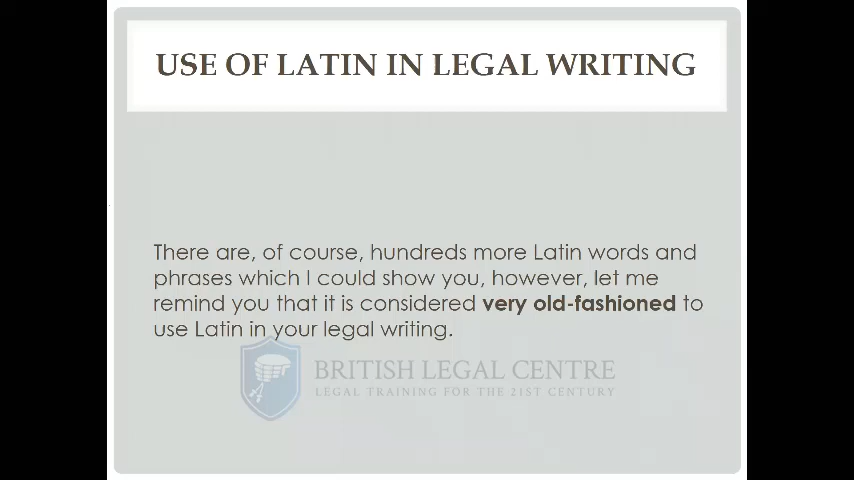 USE OF LATIN IN LEGAL WRITING
There are, of course, hundreds more Latin words and
phrases which I could show you, however, let me
remind you that it is considered very old-fashioned to
use Latin in your legal writing.
BRITISH LEGAL CENTRE
LEGAL TRAINING FOR THE 21ST CENTURY